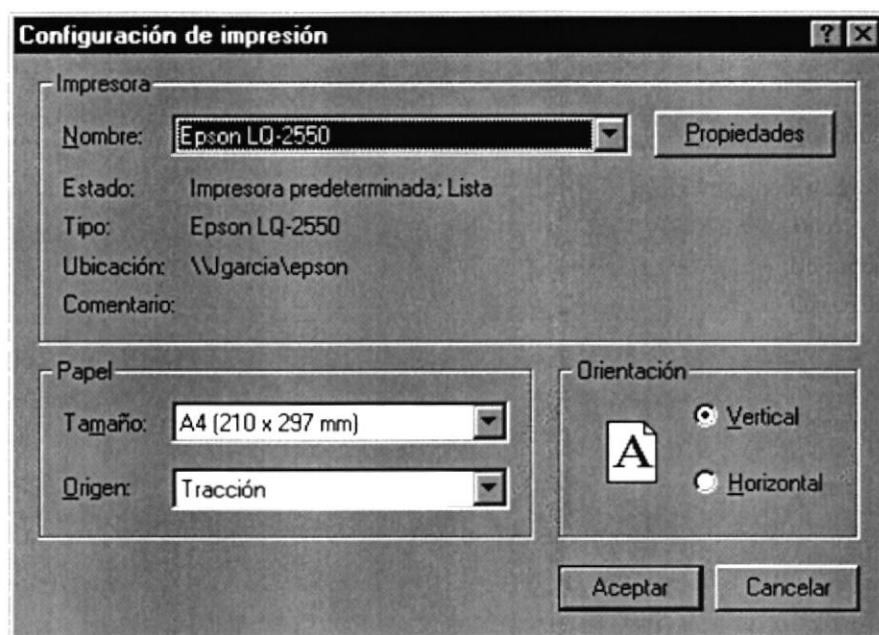 Configuración de impresión
Impresora
Nombre: Epson LQ-2550 Propiedades
Estado: Impresora predeterminada; Lista
Tipo: Epson LQ-2550
Ubicación: \\Jgarcia\epson
Comentario:
Papel
Tamaño: A4 (210 x 297 mm)
Origen: Tracción
Orientación
A
Vertical
Horizontal
Aceptar Cancelar